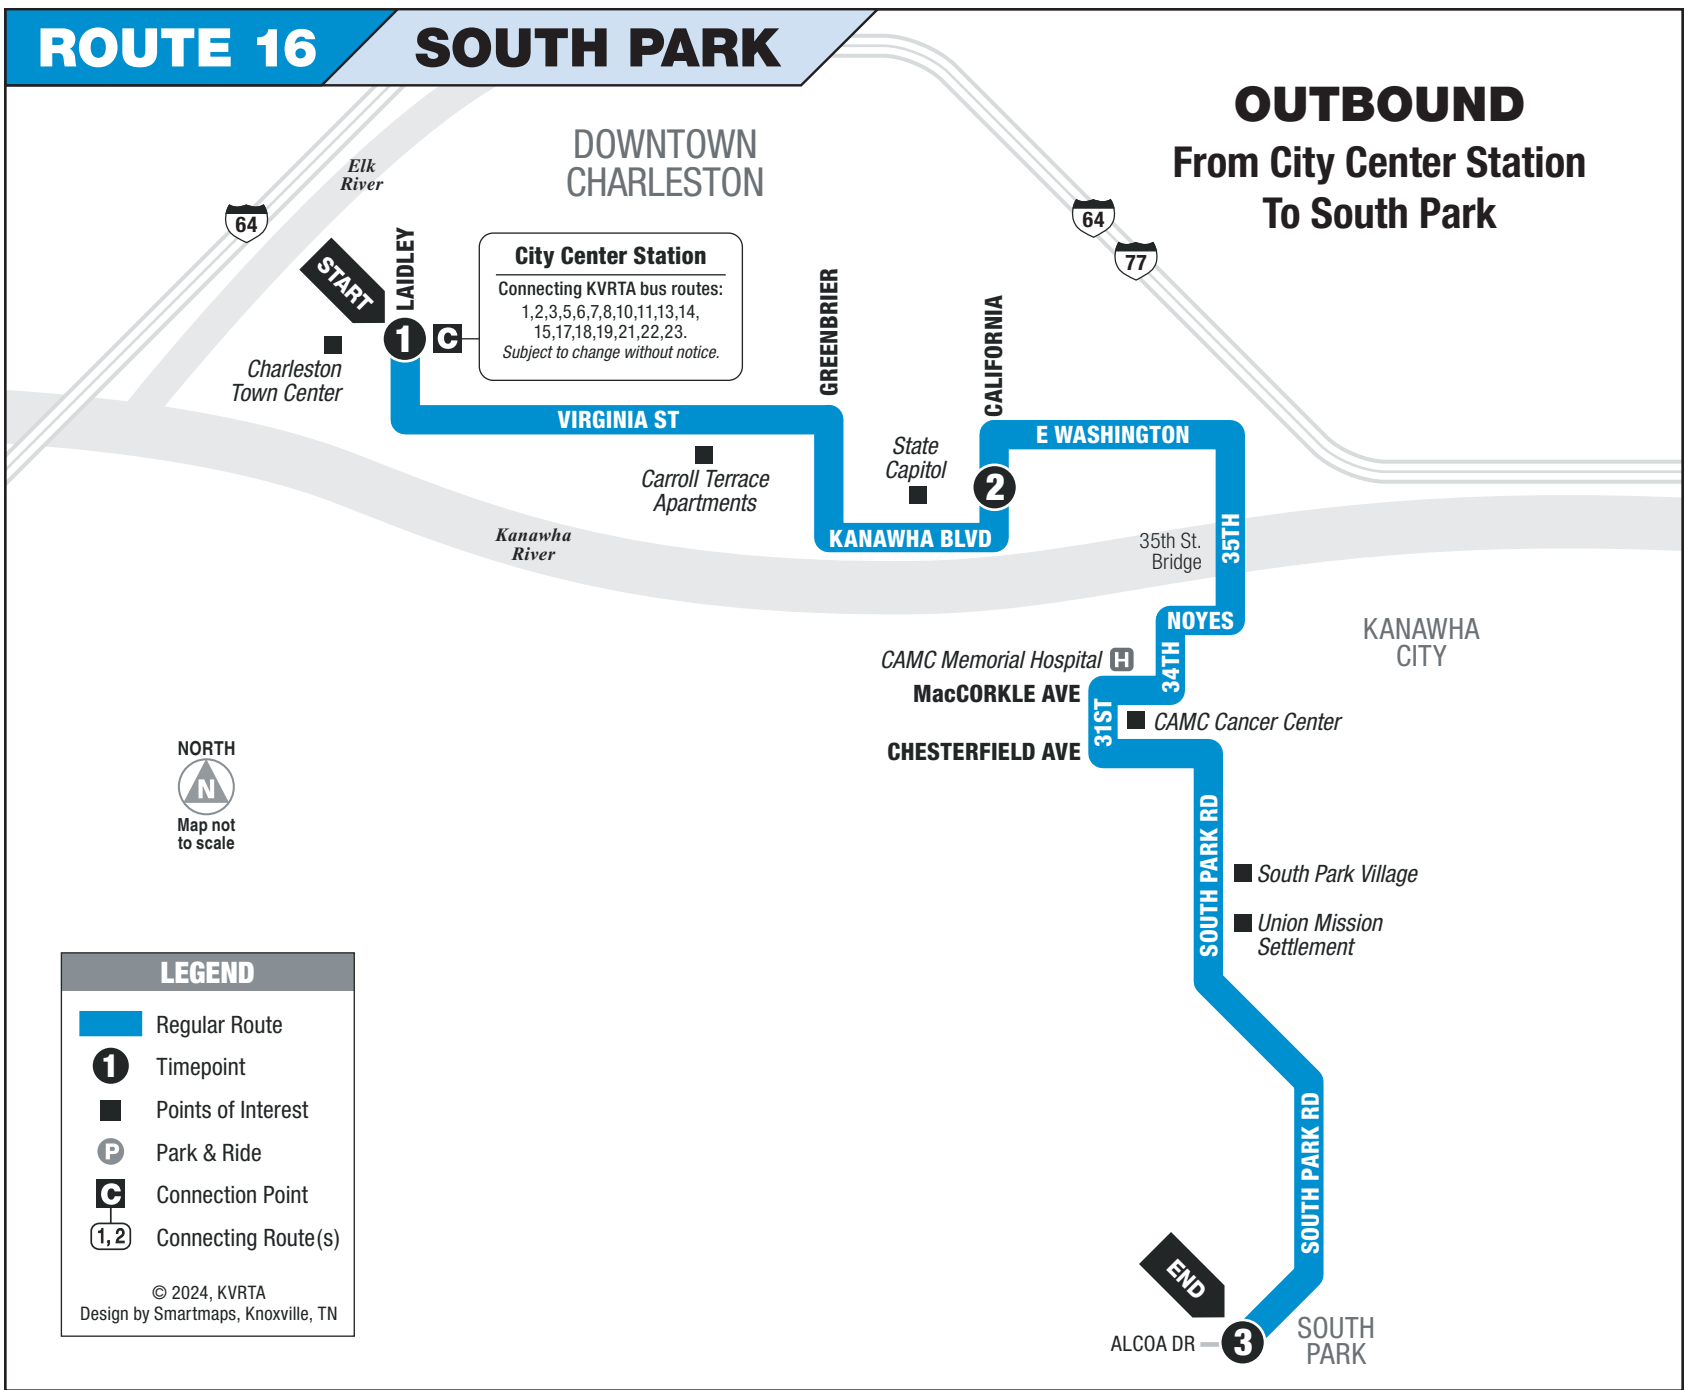 ROUTE 16
SOUTH PARK
OUTBOUND
From City Center Station
To South Park
DOWNTOWN
CHARLESTON
Elk
River
64
64
77
START
LAIDLEY
1
C
City Center Station
Connecting KVRTA bus routes:
1,2,3,5,6,7,8,10,11,13,14,
15,17,18,19,21,22,23.
Subject to change without notice.
GREENBRIER
CALIFORNIA
Charleston
Town Center
VIRGINIA ST
E WASHINGTON
State
Capitol
2
Carroll Terrace
Apartments
Kanawha
River
KANAWHA BLVD
35th St.
Bridge
35TH
NOYES
KANAWHA
CITY
CAMC Memorial Hospital H
34TH
MacCORKLE AVE
31ST
CAMC Cancer Center
CHESTERFIELD AVE
NORTH
N
Map not
to scale
SOUTH PARK RD
South Park Village
Union Mission
Settlement
LEGEND
Regular Route
1 Timepoint
Points of Interest
P Park & Ride
C Connection Point
1, 2 Connecting Route(s)
© 2024, KVRTA
Design by Smartmaps, Knoxville, TN
SOUTH PARK RD
END
ALCOA DR
3
SOUTH
PARK